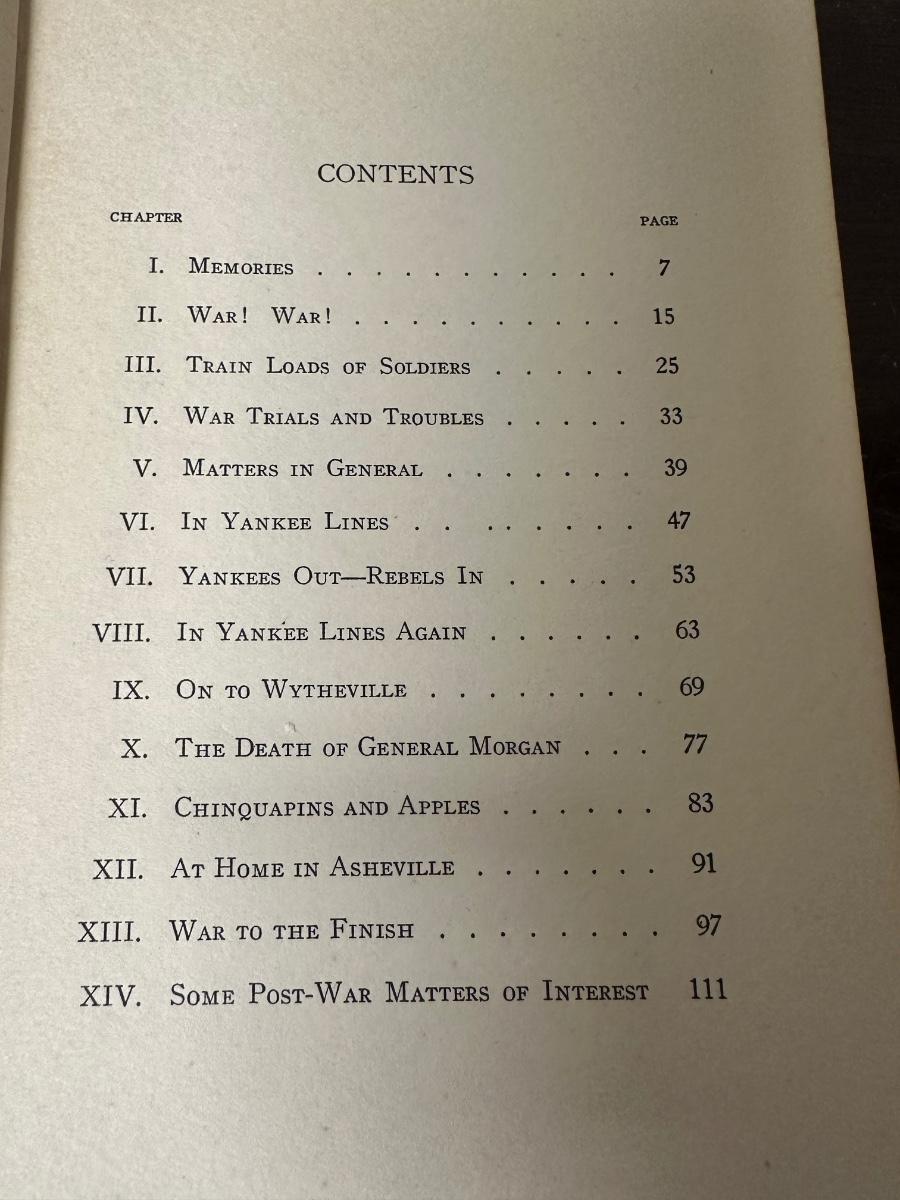 CONTENTS
CHAPTER PAGE
I. Memories . . . . . . . . . . . 7
II. War! War! . . . . . . . . . . 15
III. Train Loads of Soldiers . . . . . 25
IV. War Trials and Troubles . . . . . 33
V. Matters in General . . . . . . . 39
VI. In Yankee Lines . . . . . . . . 47
VII. Yankees Out—Rebels In . . . . . 53
VIII. In Yankee Lines Again . . . . . . 63
IX. On to Wytheville . . . . . . . . 69
X. The Death of General Morgan . . . 77
XI. Chinquapins and Apples . . . . . . 83
XII. At Home in Asheville . . . . . . . 91
XIII. War to the Finish . . . . . . . . 97
XIV. Some Post-War Matters of Interest 111